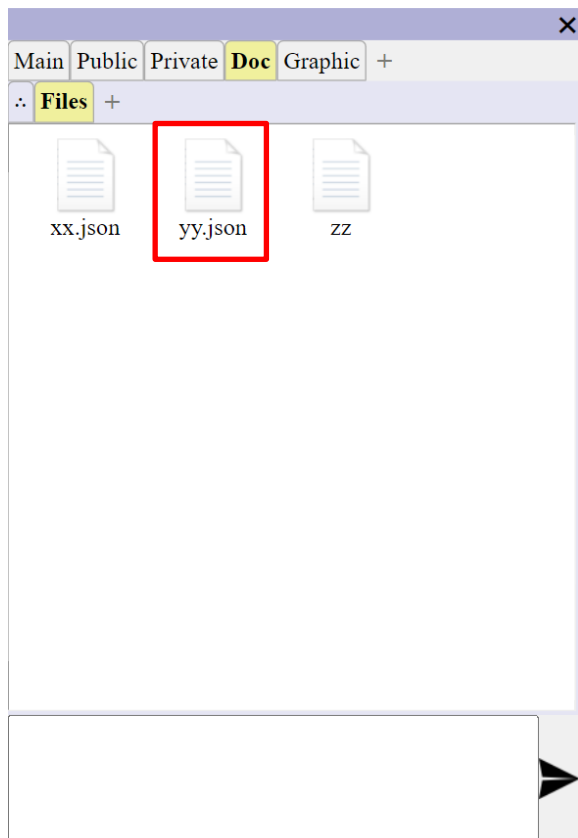 Main Public Private Doc Graphic +
∴ Files +
xx.json yy.json zz